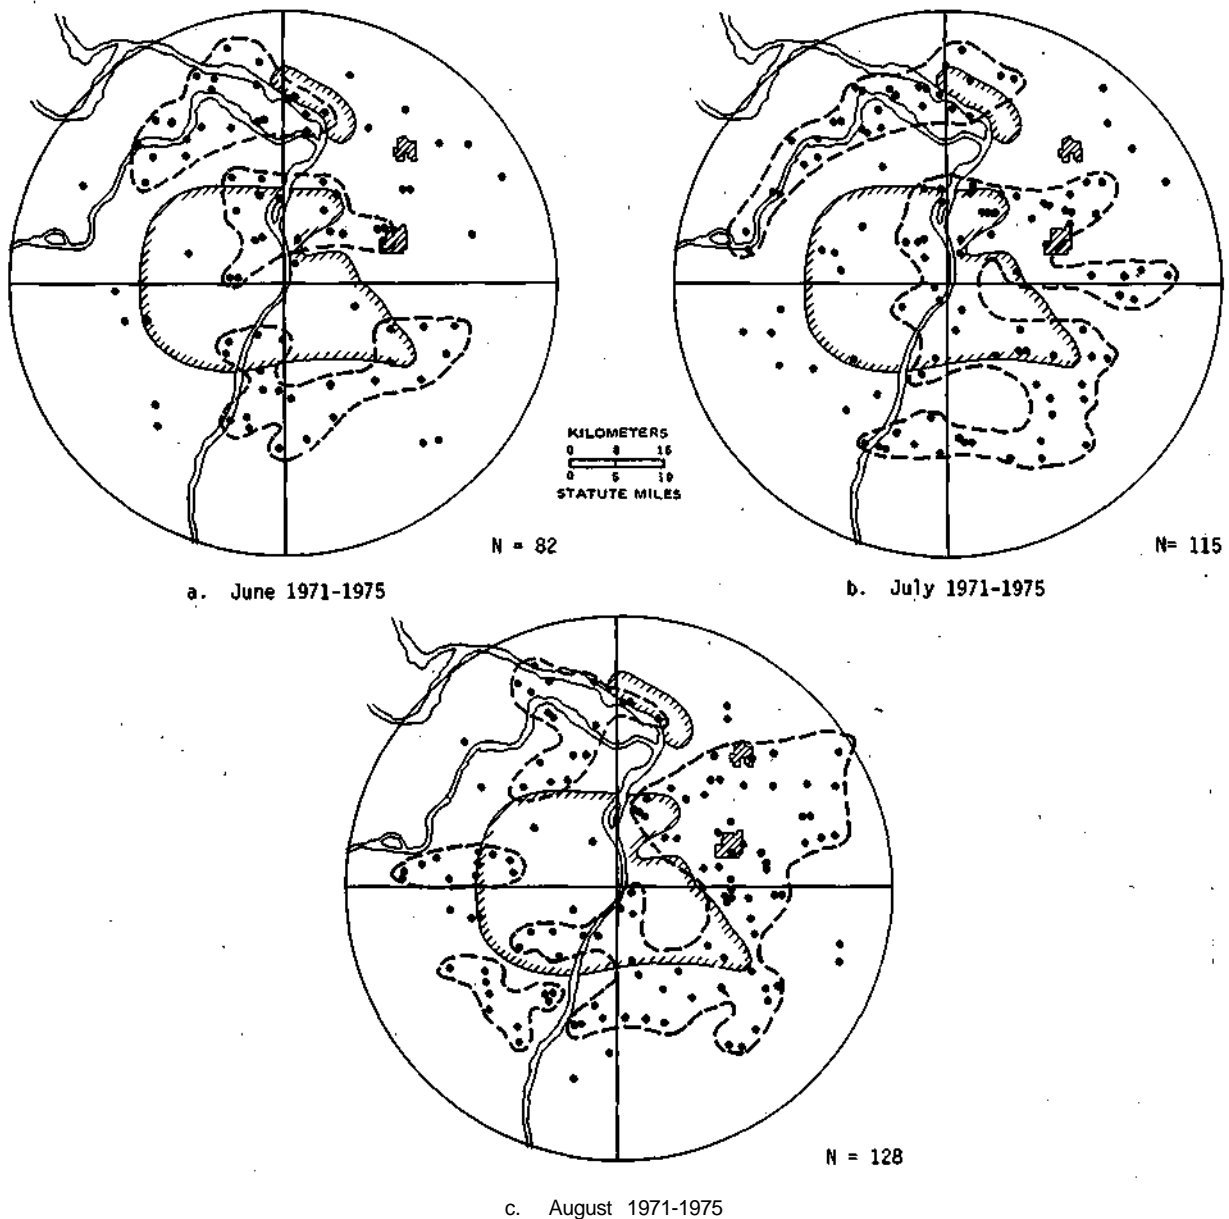 KILOMETERS
0 8 16
0 5 10
STATUTE MILES
N = 82
N= 115
a. June 1971-1975
b. July 1971-1975
N = 128
c. August 1971-1975